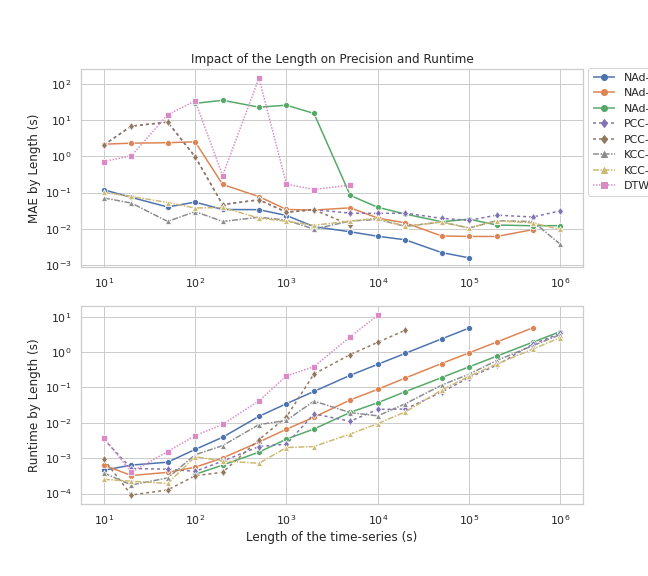 Impact of the Length on Precision and Runtime
MAE by Length (s)
10²
10¹
10⁰
10⁻¹
10⁻²
10⁻³
10¹ 10² 10³ 10⁴ 10⁵ 10⁶
NAd-
NAd-
NAd-
PCC-
PCC-
KCC-
KCC-
DTW
Runtime by Length (s)
10¹
10⁰
10⁻¹
10⁻²
10⁻³
10⁻⁴
10¹ 10² 10³ 10⁴ 10⁵ 10⁶
Length of the time-series (s)